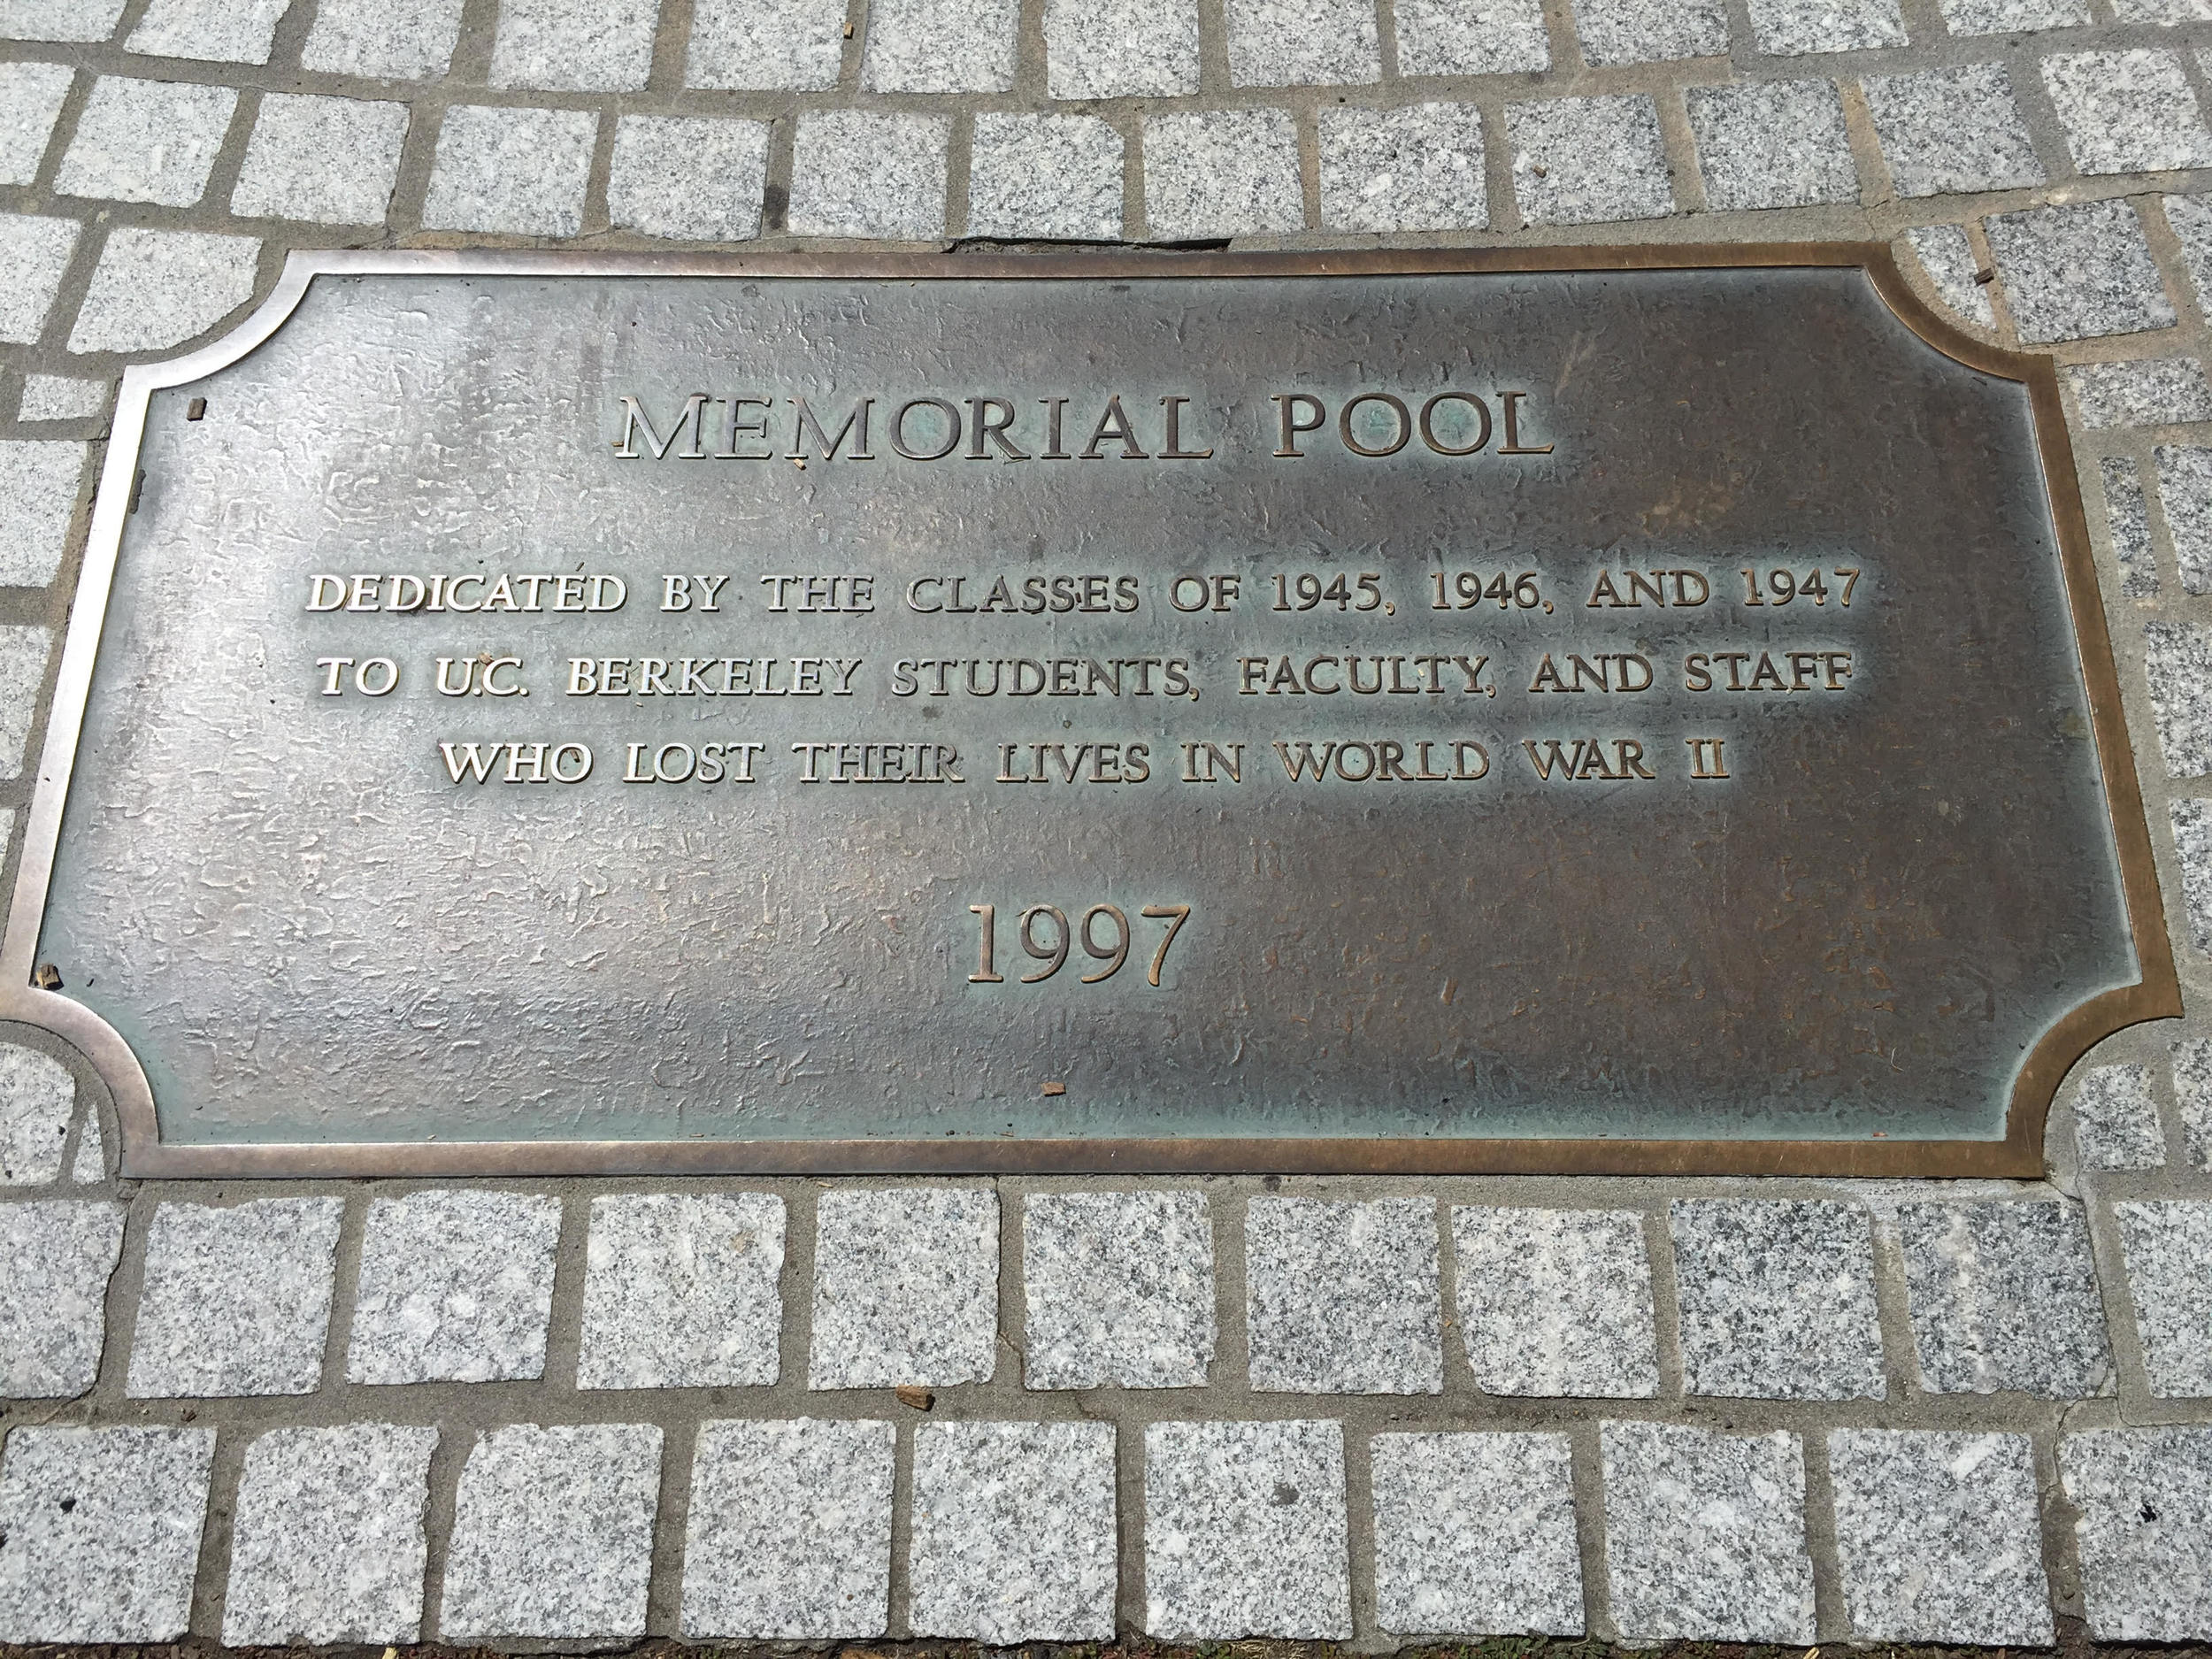 MEMORIAL POOL
DEDICATED BY THE CLASSES OF 1945, 1946, AND 1947
TO U.C. BERKELEY STUDENTS, FACULTY, AND STAFF
WHO LOST THEIR LIVES IN WORLD WAR II
1997